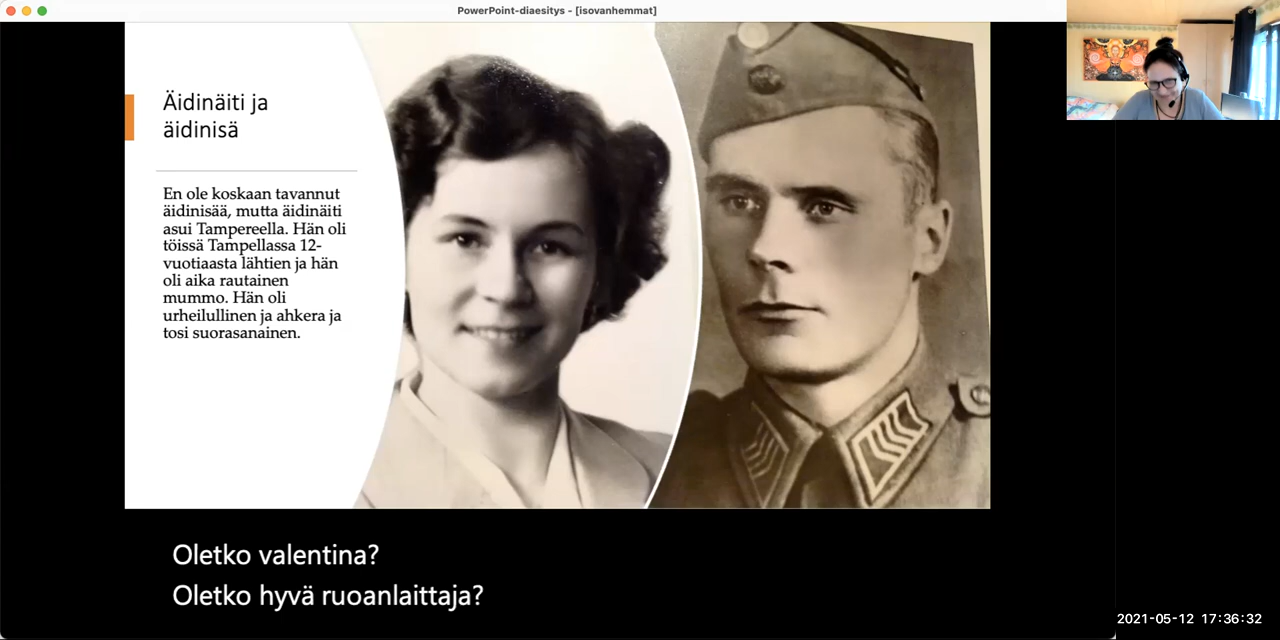 PowerPoint-diaesitys - [isovanhemmat]
Äidinäiti ja
äidinisä
En ole koskaan tavannut
äidinisää, mutta äidinäiti
asui Tampereella. Hän oli
töissä Tampellassa 12-
vuotiaasta lähtien ja hän
oli aika rautainen
mummo. Hän oli
urheilullinen ja ahkera ja
tosi suorasanainen.
Oletko valentina?
Oletko hyvä ruoanlaittaja?
2021-05-12 17:36:32